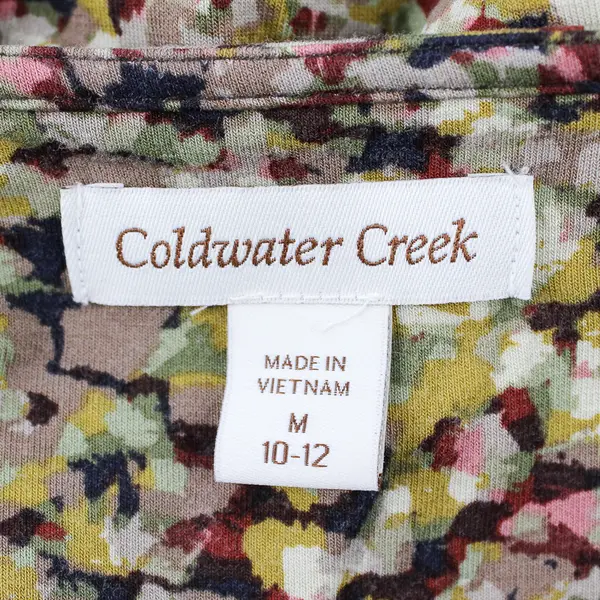 Coldwater Creek
MADE IN
VIETNAM
M
10-12